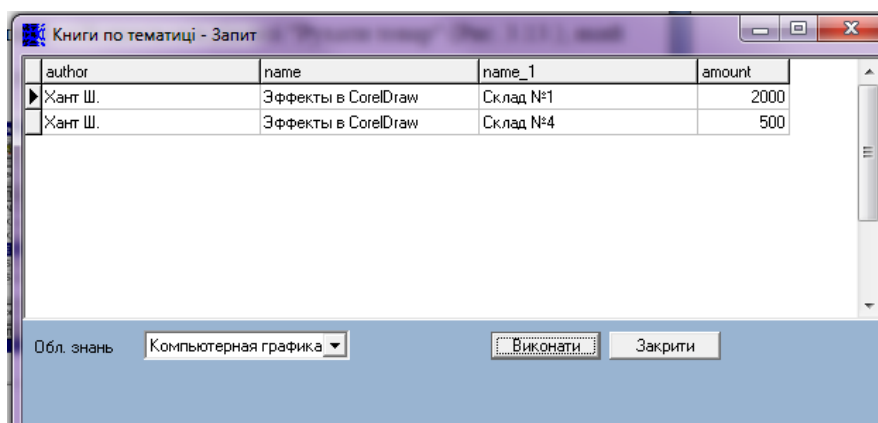 Книги по тематиці - Запит
author name name_1 amount
Хант Ш. Эффекты в CorelDraw Склад №1 2000
Хант Ш. Эффекты в CorelDraw Склад №4 500
Обл. знань Компьютерная графика Виконати Закрити